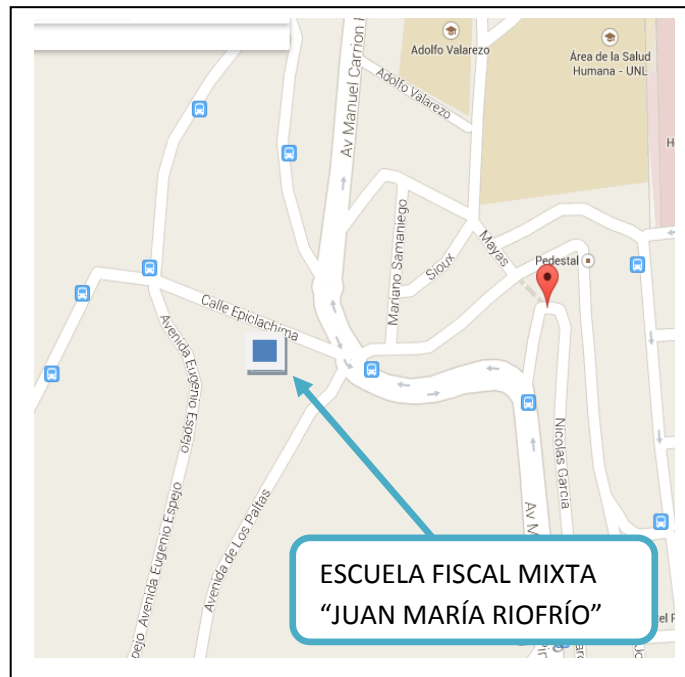 Adolfo Valarezo
Área de la Salud
Humana - UNL
Av Manuel Carrion
Adolfo Valarezo
Mariano Samaniego
Sioux
Mayas
Pedestal
Calle Epiclachima
Avenida Eugenio Espejo
Avenida Eugenio Espejo
Avenida de Los Paltas
Nicolas Garcia
Av M
ESCUELA FISCAL MIXTA
“JUAN MARÍA RIOFRÍO”